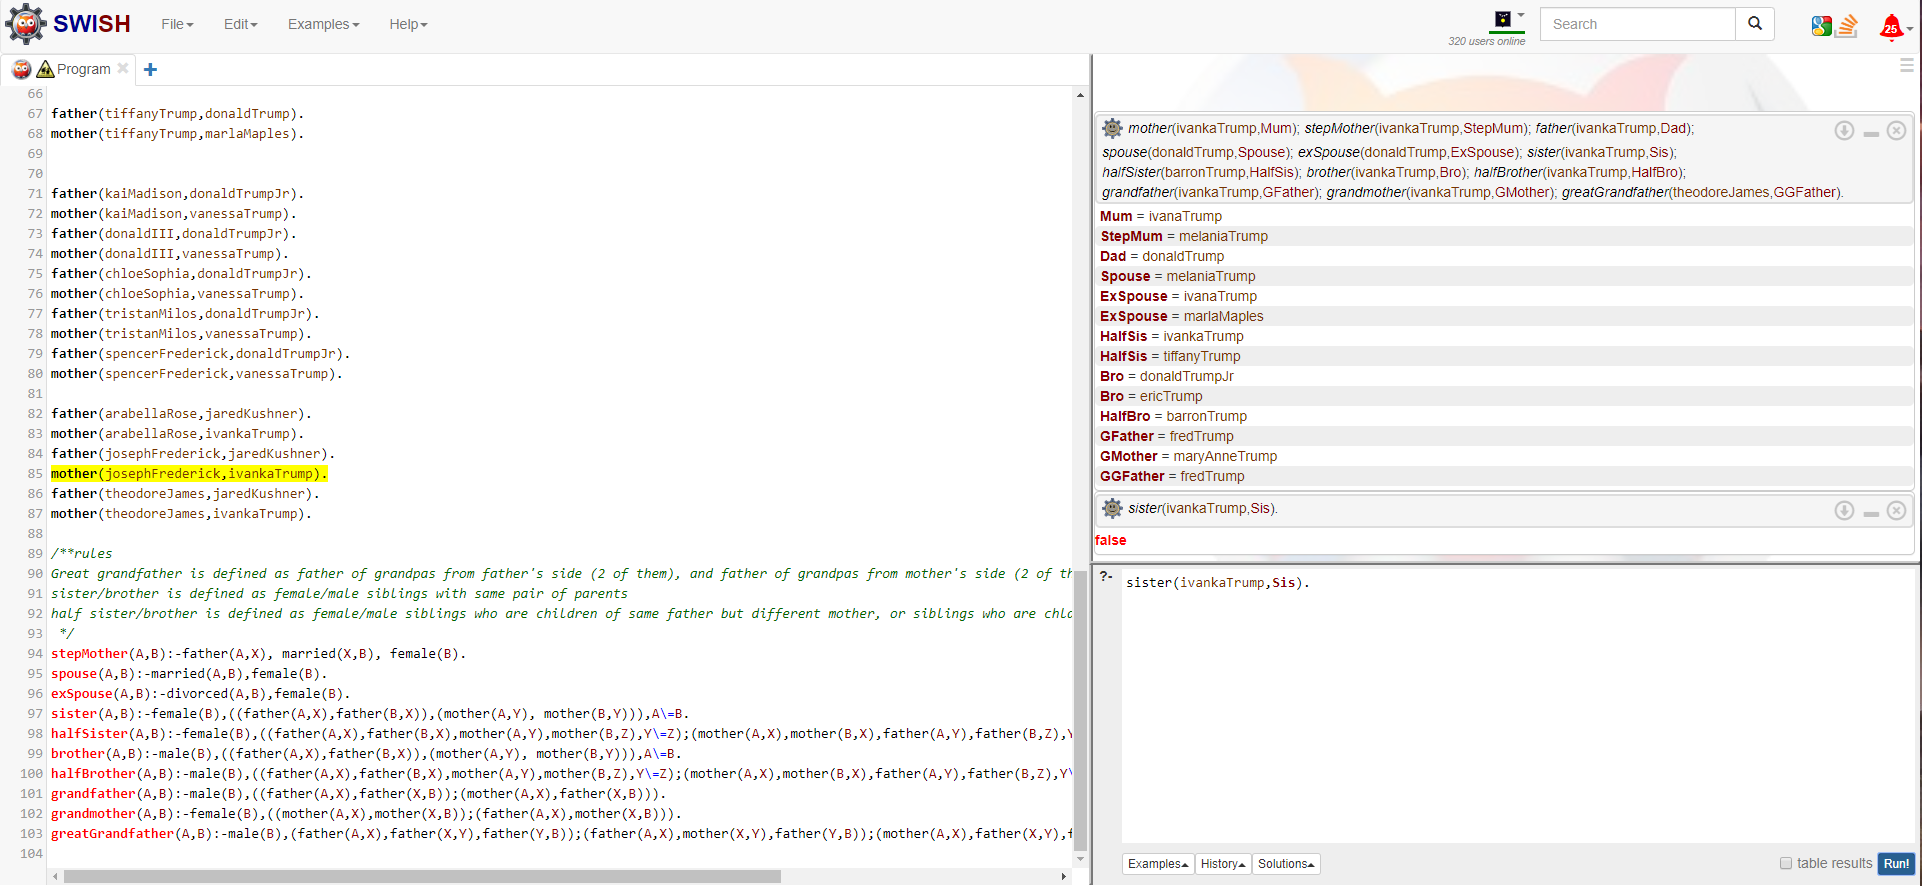 SWISH File Edit Examples Help 320 users online Search 25
Program
66
67 father(tiffanyTrump,donaldTrump).
68 mother(tiffanyTrump,marlaMaples).
69
70
71 father(kaiMadison,donaldTrumpJr).
72 mother(kaiMadison,vanessaTrump).
73 father(donaldIII,donaldTrumpJr).
74 mother(donaldIII,vanessaTrump).
75 father(chloeSophia,donaldTrumpJr).
76 mother(chloeSophia,vanessaTrump).
77 father(tristanMilos,donaldTrumpJr).
78 mother(tristanMilos,vanessaTrump).
79 father(spencerFrederick,donaldTrumpJr).
80 mother(spencerFrederick,vanessaTrump).
81
82 father(arabellaRose,jaredKushner).
83 mother(arabellaRose,ivankaTrump).
84 father(josephFrederick,jaredKushner).
85 mother(josephFrederick,ivankaTrump).
86 father(theodoreJames,jaredKushner).
87 mother(theodoreJames,ivankaTrump).
88
89 /**rules
90 Great grandfather is defined as father of grandpas from father's side (2 of them), and father of grandpas from mother's side (2 of th
91 sister/brother is defined as female/male siblings with same pair of parents
92 half sister/brother is defined as female/male siblings who are children of same father but different mother, or siblings who are chl
93 */
94 stepMother(A,B):-father(A,X), married(X,B), female(B).
95 spouse(A,B):-married(A,B),female(B).
96 exSpouse(A,B):-divorced(A,B),female(B).
97 sister(A,B):-female(B),((father(A,X),father(B,X)),(mother(A,Y), mother(B,Y))),A\=B.
98 halfSister(A,B):-female(B),((father(A,X),father(B,X),mother(A,Y),mother(B,Z),Y\=Z);(mother(A,X),mother(B,X),father(A,Y),father(B,Z),Y
99 brother(A,B):-male(B),((father(A,X),father(B,X)),(mother(A,Y), mother(B,Y))),A\=B.
100 halfBrother(A,B):-male(B),((father(A,X),father(B,X),mother(A,Y),mother(B,Z),Y\=Z);(mother(A,X),mother(B,X),father(A,Y),father(B,Z),Y\
101 grandfather(A,B):-male(B),((father(A,X),father(X,B));(mother(A,X),father(X,B))).
102 grandmother(A,B):-female(B),((mother(A,X),mother(X,B));(father(A,X),mother(X,B))).
103 greatGrandfather(A,B):-male(B),(father(A,X),father(X,Y),father(Y,B));(father(A,X),mother(X,Y),father(Y,B));(mother(A,X),father(X,Y),f
104
mother(ivankaTrump,Mum); stepMother(ivankaTrump,StepMum); father(ivankaTrump,Dad);
spouse(donaldTrump,Spouse); exSpouse(donaldTrump,ExSpouse); sister(ivankaTrump,Sis);
halfSister(barronTrump,HalfSis); brother(ivankaTrump,Bro); halfBrother(ivankaTrump,HalfBro);
grandfather(ivankaTrump,GFather); grandmother(ivankaTrump,GMother); greatGrandfather(theodoreJames,GGFather).
Mum = ivanaTrump
StepMum = melaniaTrump
Dad = donaldTrump
Spouse = melaniaTrump
ExSpouse = ivanaTrump
ExSpouse = marlaMaples
HalfSis = ivankaTrump
HalfSis = tiffanyTrump
Bro = donaldTrumpJr
Bro = ericTrump
HalfBro = barronTrump
GFather = fredTrump
GMother = maryAnneTrump
GGFather = fredTrump
sister(ivankaTrump,Sis).
false
?- sister(ivankaTrump,Sis).
Examples History Solutions table results Run!